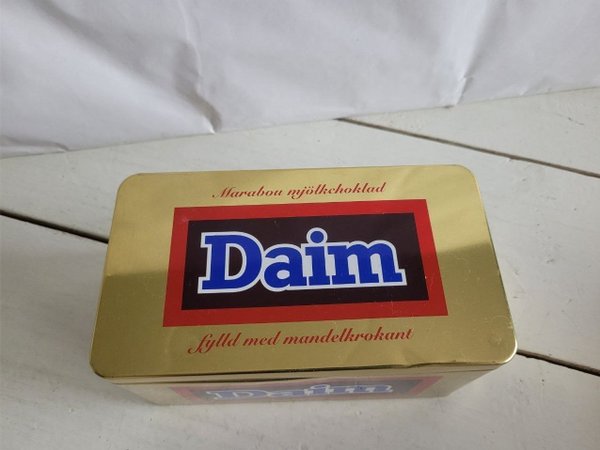 Marabou mjölkchoklad
Daim
fylld med mandelkrokant
Daim